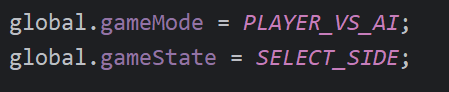 global.gameMode = PLAYER_VS_AI;
global.gameState = SELECT_SIDE;